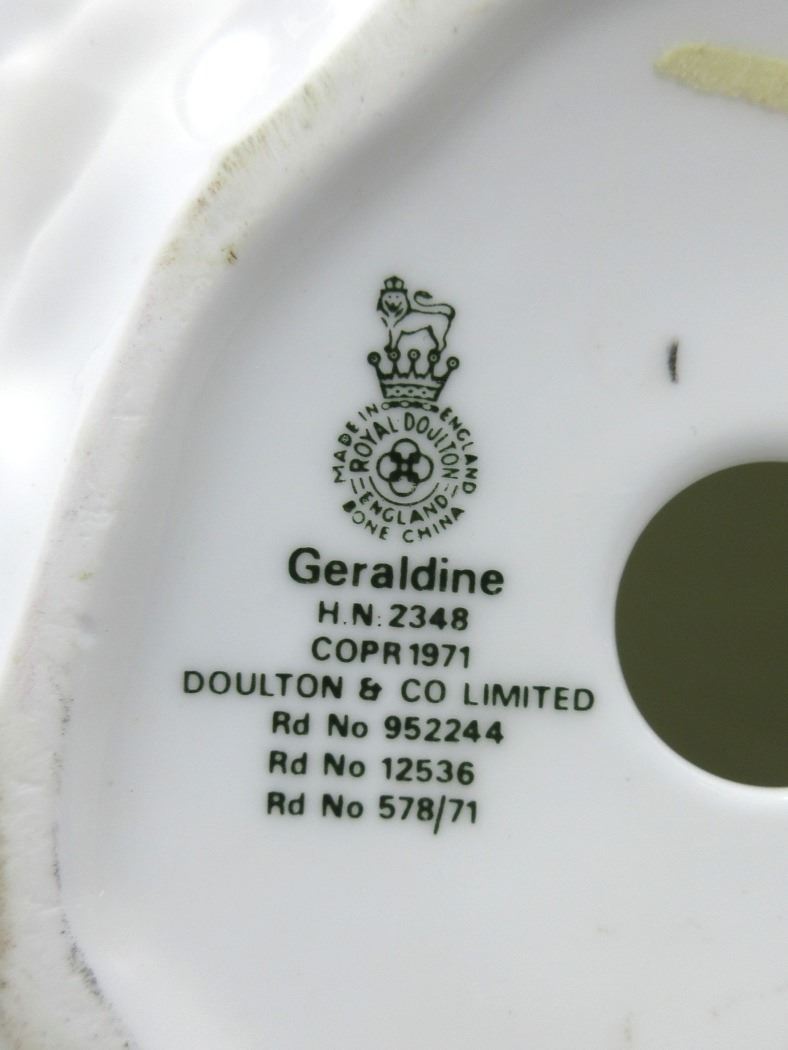 MADE IN ENGLAND
ROYAL DOULTON
ENGLAND
BONE CHINA
Geraldine
H.N. 2348
COPR 1971
DOULTON & CO LIMITED
Rd No 952244
Rd No 12536
Rd No 578/71